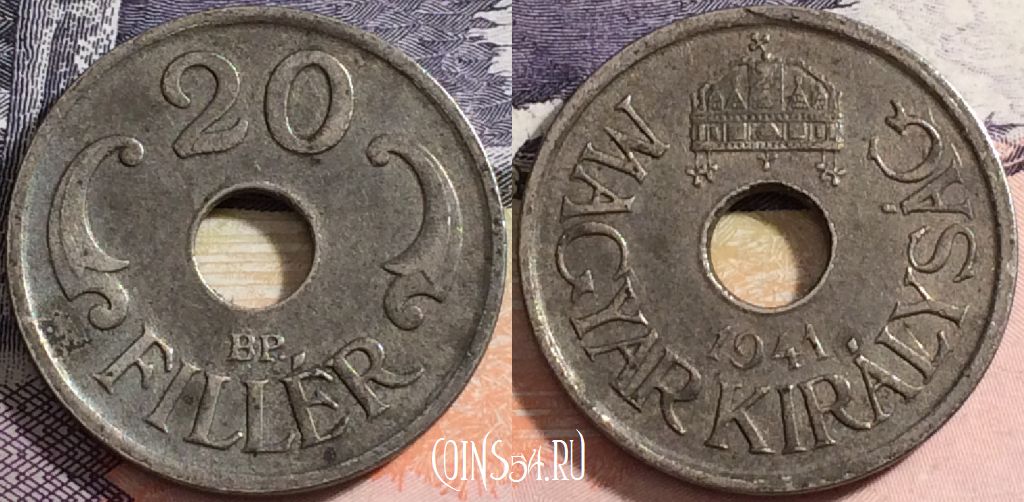 20
BP.
FILLÉR
MAGYAR KIRÁLYSÁG
1941
COINS54.RU